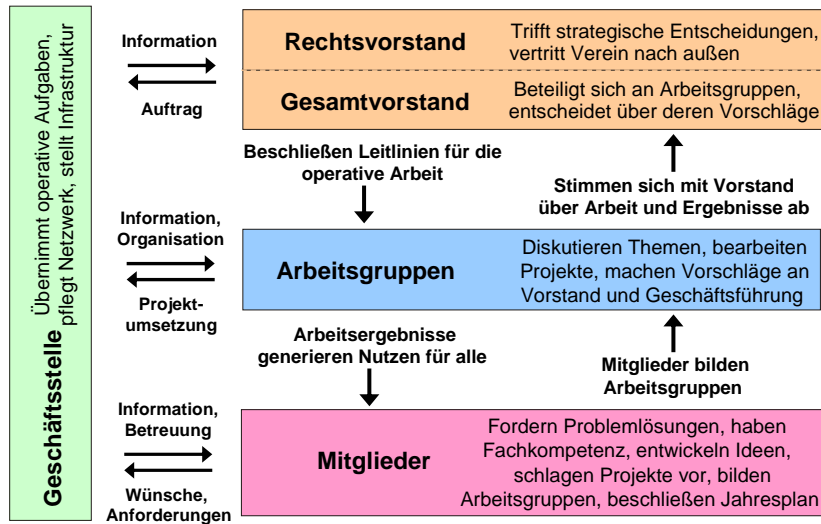 Geschäftsstelle
Übernimmt operative Aufgaben,
pflegt Netzwerk, stellt Infrastruktur
Information
Auftrag
Rechtsvorstand
Trifft strategische Entscheidungen,
vertritt Verein nach außen
Gesamtvorstand
Beteiligt sich an Arbeitsgruppen,
entscheidet über deren Vorschläge
Beschließen Leitlinien für die
operative Arbeit
Stimmen sich mit Vorstand
über Arbeit und Ergebnisse ab
Information,
Organisation
Projekt-
umsetzung
Arbeitsgruppen
Diskutieren Themen, bearbeiten
Projekte, machen Vorschläge an
Vorstand und Geschäftsführung
Arbeitsergebnisse
generieren Nutzen für alle
Mitglieder bilden
Arbeitsgruppen
Information,
Betreuung
Wünsche,
Anforderungen
Mitglieder
Fordern Problemlösungen, haben
Fachkompetenz, entwickeln Ideen,
schlagen Projekte vor, bilden
Arbeitsgruppen, beschließen Jahresplan